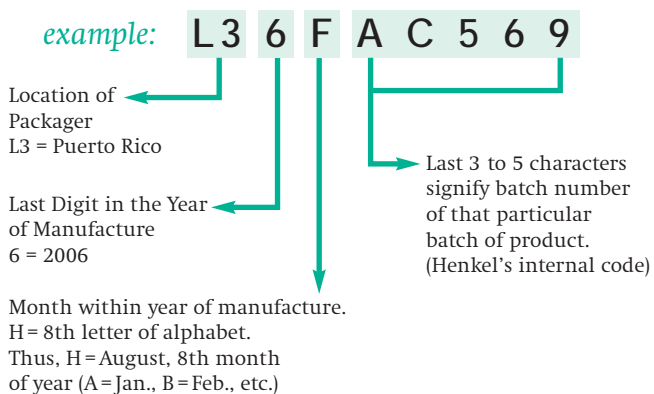 example: L3 6 F A C 5 6 9
Location of
Packager
L3 = Puerto Rico
Last Digit in the Year
of Manufacture
6 = 2006
Month within year of manufacture.
H = 8th letter of alphabet.
Thus, H = August, 8th month
of year (A = Jan., B = Feb., etc.)
Last 3 to 5 characters
signify batch number
of that particular
batch of product.
(Henkel's internal code)